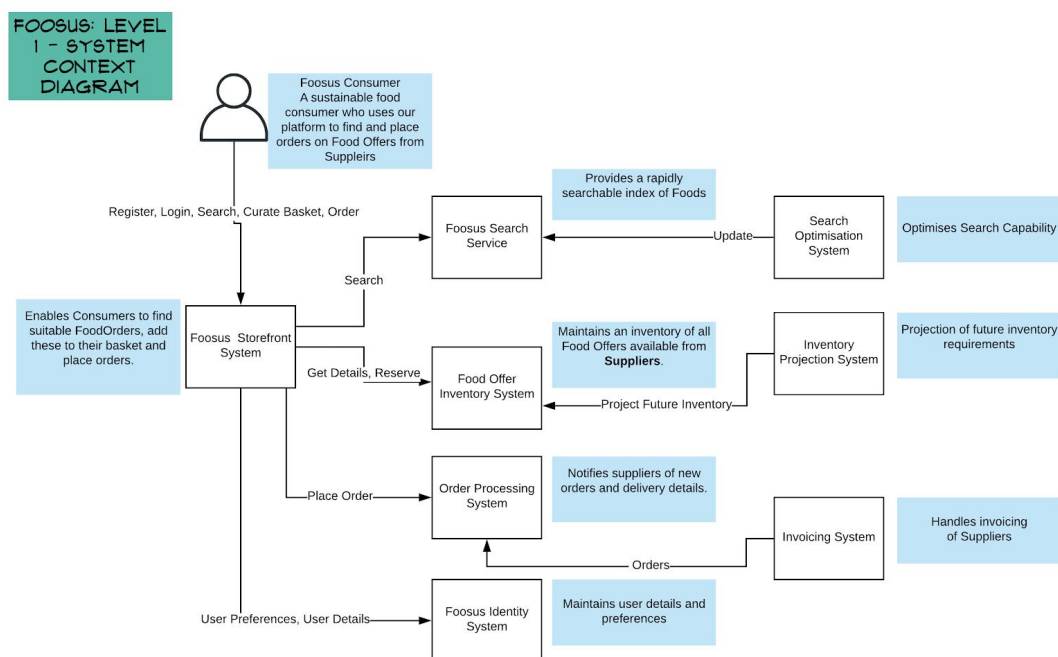 FOOSUS: LEVEL
1 - SYSTEM
CONTEXT
DIAGRAM
Foosus Consumer
A sustainable food
consumer who uses our
platform to find and place
orders on Food Offers from
Suppleirs
Register, Login, Search, Curate Basket, Order
Provides a rapidly
searchable index of Foods
Foosus Search
Service
Update
Search
Optimisation
System
Optimises Search Capability
Search
Enables Consumers to find
suitable FoodOrders, add
these to their basket and
place orders.
Foosus Storefront
System
Maintains an inventory of all
Food Offers available from
Suppliers.
Inventory
Projection System
Projection of future inventory
requirements
Get Details, Reserve
Food Offer
Inventory System
Project Future Inventory
Place Order
Order Processing
System
Notifies suppliers of new
orders and delivery details.
Invoicing System
Handles invoicing
of Suppliers
Orders
User Preferences, User Details
Foosus Identity
System
Maintains user details and
preferences